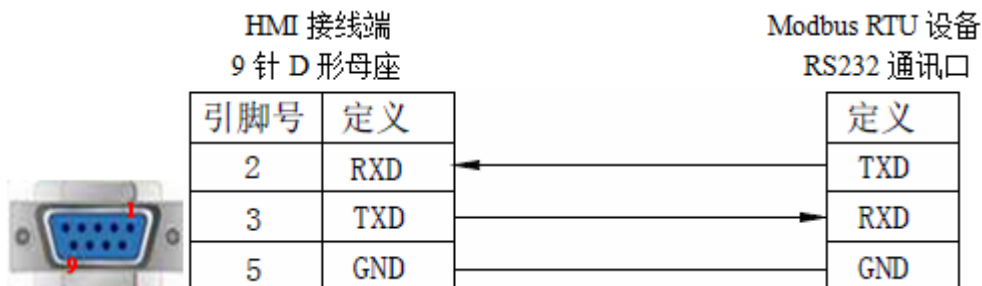 HMI 接线端 Modbus RTU 设备
9 针 D 形母座 RS232 通讯口
引脚号 定义 定义
2 RXD TXD
1
3 TXD RXD
9
5 GND GND